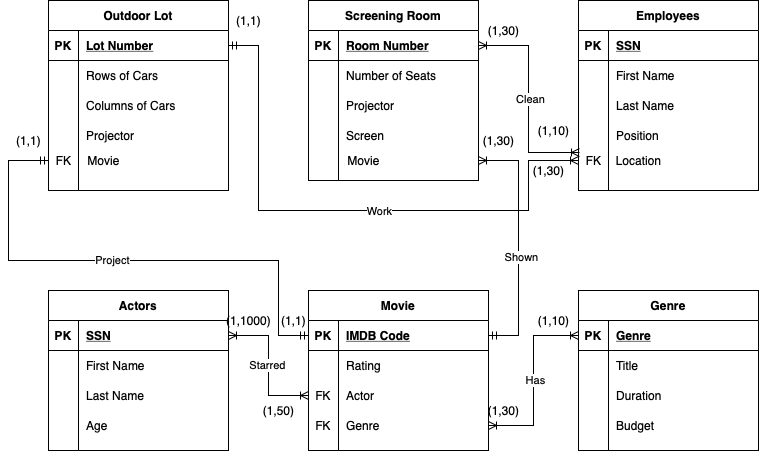 Outdoor Lot
PK Lot Number
Rows of Cars
Columns of Cars
Projector
FK Movie
(1,1)
(1,1)
Screening Room
PK Room Number
Number of Seats
Projector
Screen
Movie
(1,30)
(1,30)
Clean
(1,10)
(1,30)
Employees
PK SSN
First Name
Last Name
Position
FK Location
Work
Project
Shown
Actors
PK SSN
First Name
Last Name
Age
(1,1000)
(1,1)
Starred
(1,50)
Movie
PK IMDB Code
Rating
FK Actor
FK Genre
(1,10)
Has
(1,30)
Genre
PK Genre
Title
Duration
Budget